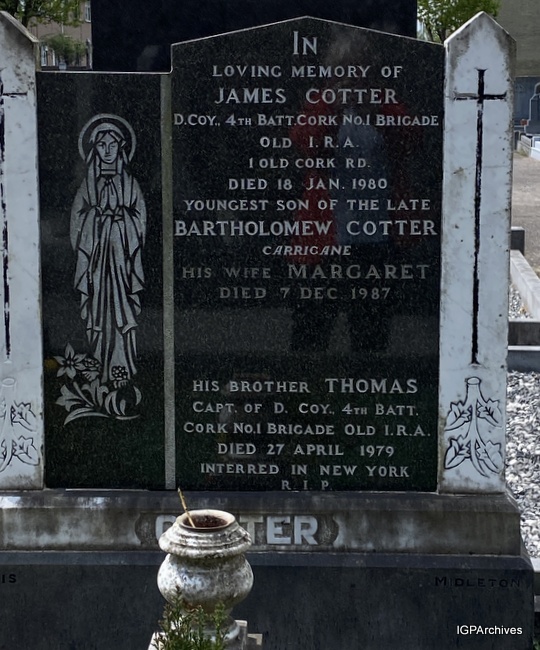 IN
LOVING MEMORY OF
JAMES COTTER
D.COY., 4TH BATT. CORK NO.1 BRIGADE
OLD I.R.A.
1 OLD CORK RD.
DIED 18 JAN. 1980
YOUNGEST SON OF THE LATE
BARTHOLOMEW COTTER
CARRIGANE
HIS WIFE MARGARET
DIED 7 DEC 1987
HIS BROTHER THOMAS
CAPT. OF D. COY., 4TH BATT.
CORK NO.1 BRIGADE OLD I.R.A.
DIED 27 APRIL 1979
INTERRED IN NEW YORK
R.I.P.
MIDLETON
IGPArchives